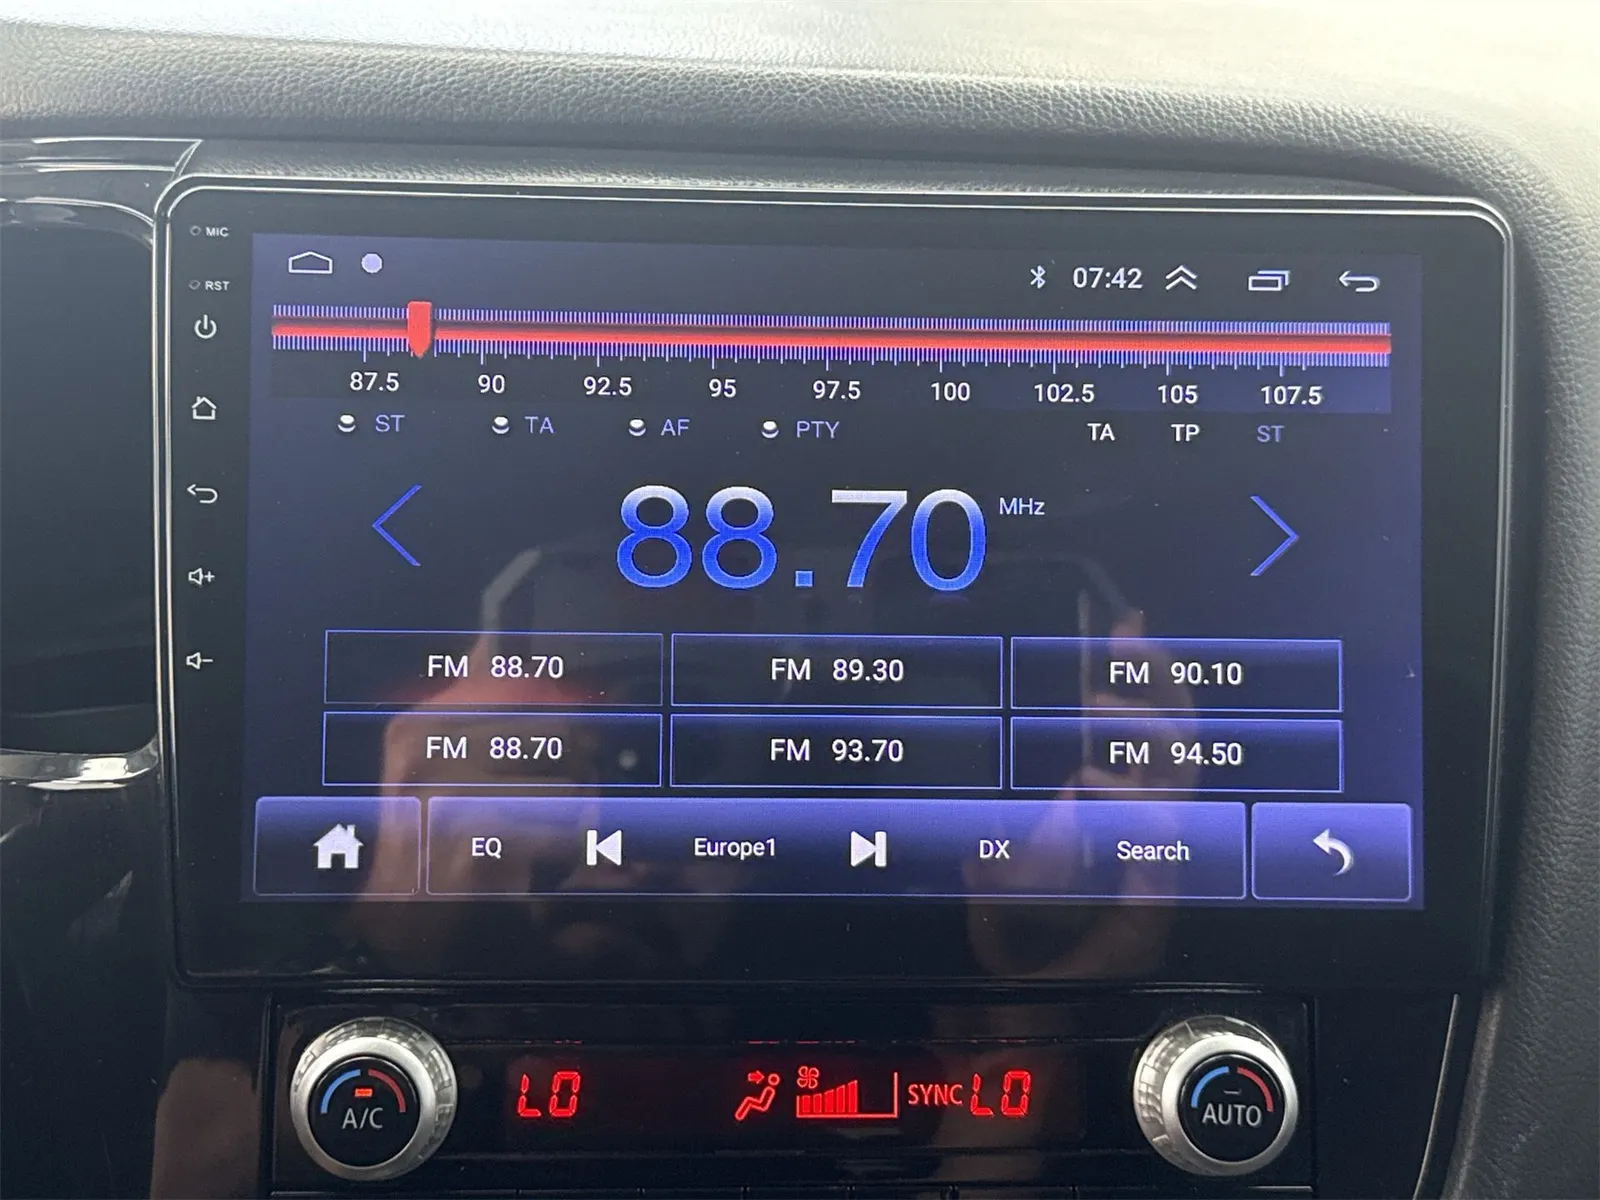 MIC
RST
07:42
87.5 90 92.5 95 97.5 100 102.5 105 107.5
ST TA AF PTY TA TP ST
88.70 MHz
FM 88.70 FM 89.30 FM 90.10
FM 88.70 FM 93.70 FM 94.50
EQ Europe1 DX Search
A/C LO SYNC LO AUTO